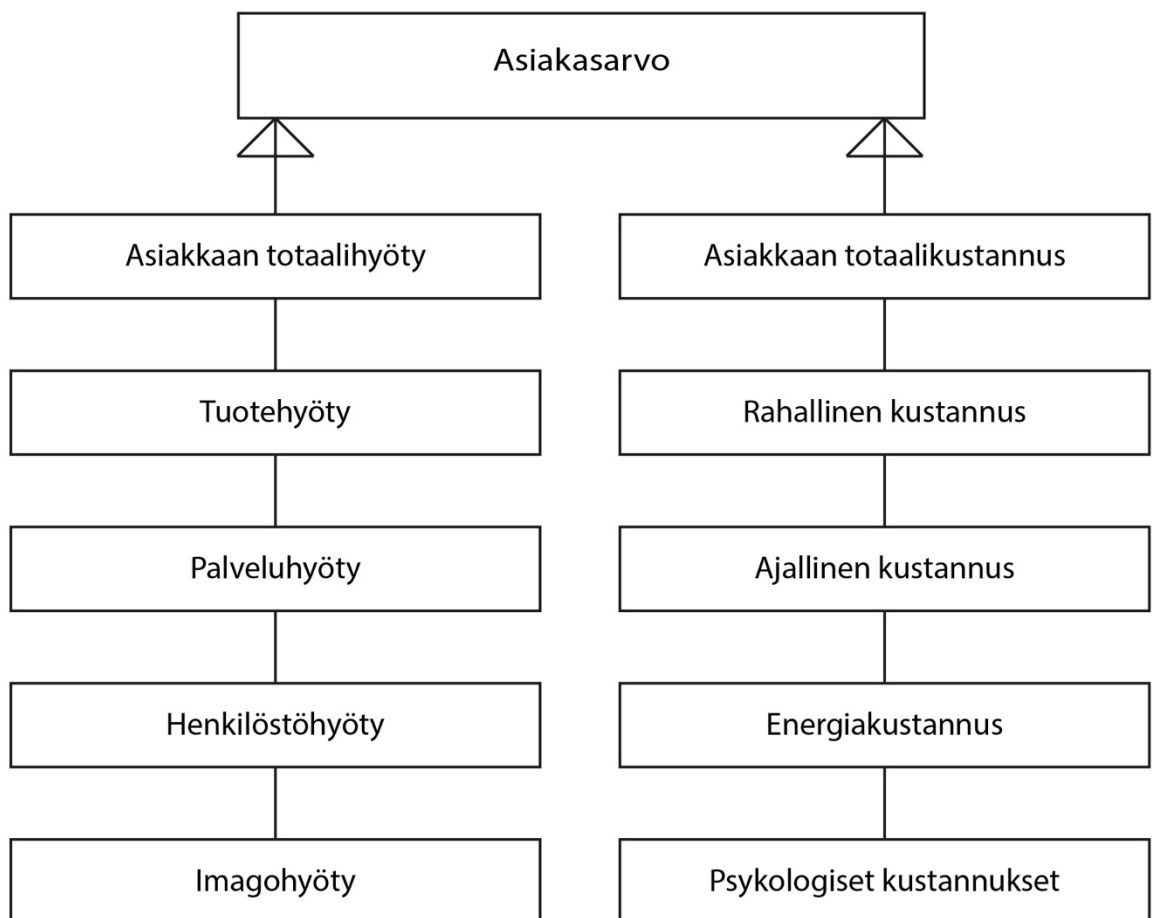 Asiakasarvo
Asiakkaan totaalihyöty
Asiakkaan totaalikustannus
Tuotehyöty
Rahallinen kustannus
Palveluhyöty
Ajallinen kustannus
Henkilöstöhyöty
Energiakustannus
Imagohyöty
Psykologiset kustannukset